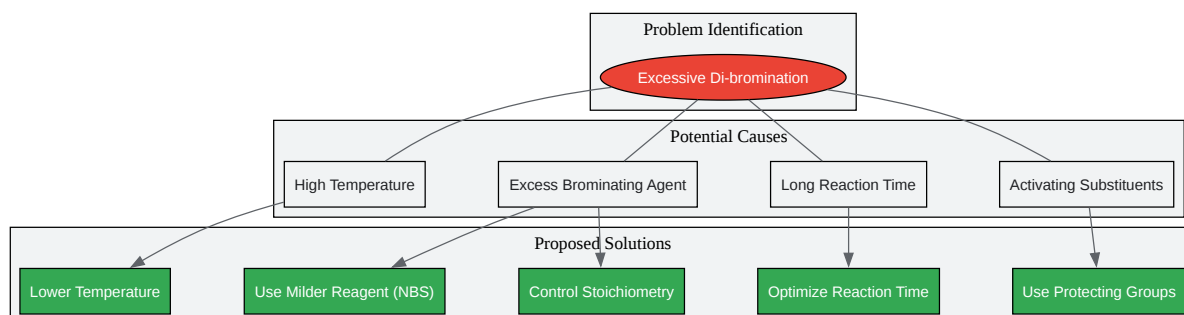 Problem Identification
Excessive Di-bromination
Potential Causes
High Temperature
Excess Brominating Agent
Long Reaction Time
Activating Substituents
Proposed Solutions
Lower Temperature
Use Milder Reagent (NBS)
Control Stoichiometry
Optimize Reaction Time
Use Protecting Groups